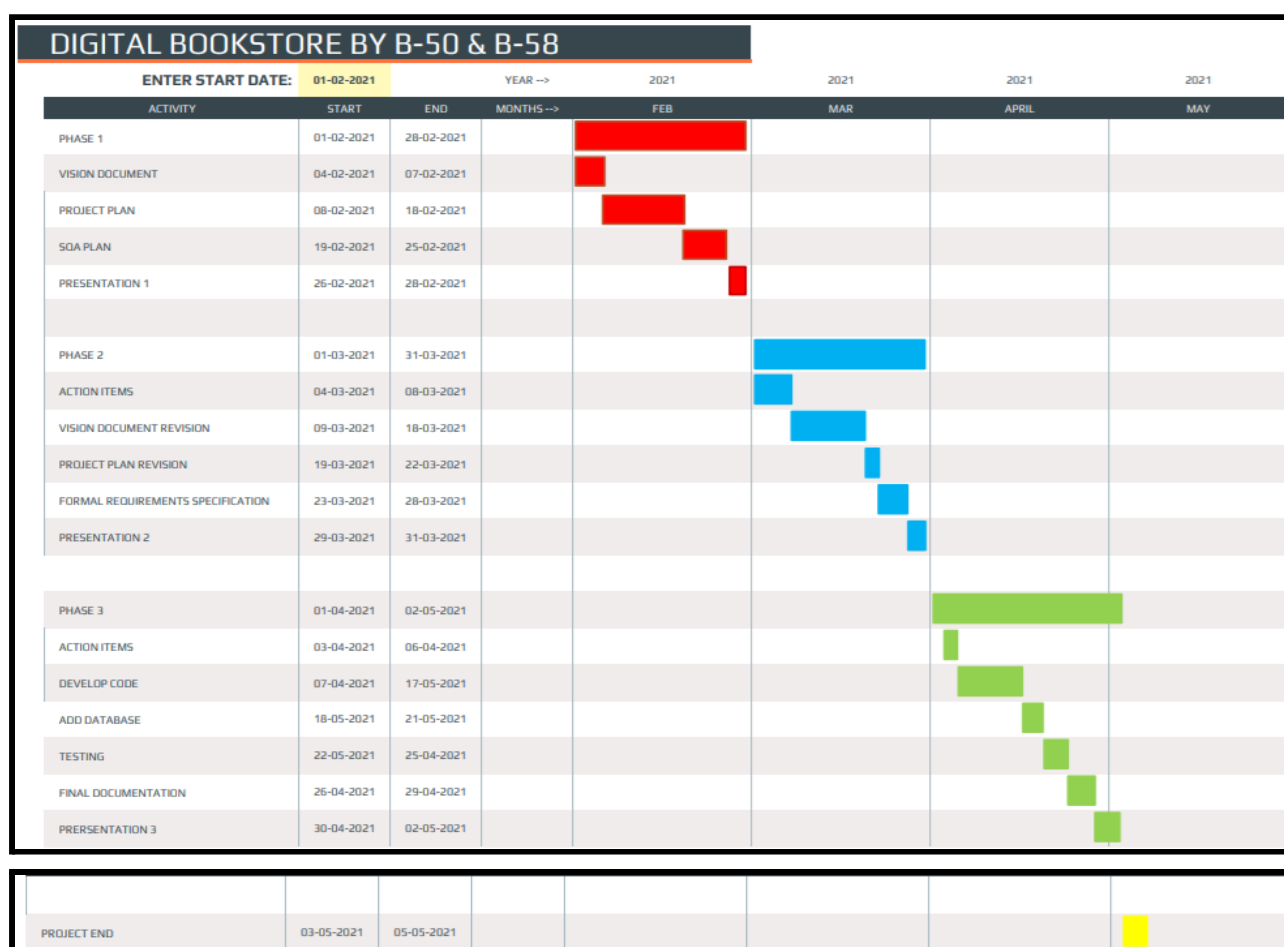 DIGITAL BOOKSTORE BY B-50 & B-58
ENTER START DATE: 01-02-2021 YEAR --> 2021 2021 2021 2021
ACTIVITY START END MONTHS --> FEB MAR APRIL MAY
PHASE 1 01-02-2021 28-02-2021
VISION DOCUMENT 04-02-2021 07-02-2021
PROJECT PLAN 08-02-2021 18-02-2021
SQA PLAN 19-02-2021 25-02-2021
PRESENTATION 1 26-02-2021 28-02-2021
PHASE 2 01-03-2021 31-03-2021
ACTION ITEMS 04-03-2021 08-03-2021
VISION DOCUMENT REVISION 09-03-2021 18-03-2021
PROJECT PLAN REVISION 19-03-2021 22-03-2021
FORMAL REQUIREMENTS SPECIFICATION 23-03-2021 28-03-2021
PRESENTATION 2 29-03-2021 31-03-2021
PHASE 3 01-04-2021 02-05-2021
ACTION ITEMS 03-04-2021 06-04-2021
DEVELOP CODE 07-04-2021 17-05-2021
ADD DATABASE 18-05-2021 21-05-2021
TESTING 22-05-2021 25-04-2021
FINAL DOCUMENTATION 26-04-2021 29-04-2021
PRERSENTATION 3 30-04-2021 02-05-2021
PROJECT END 03-05-2021 05-05-2021